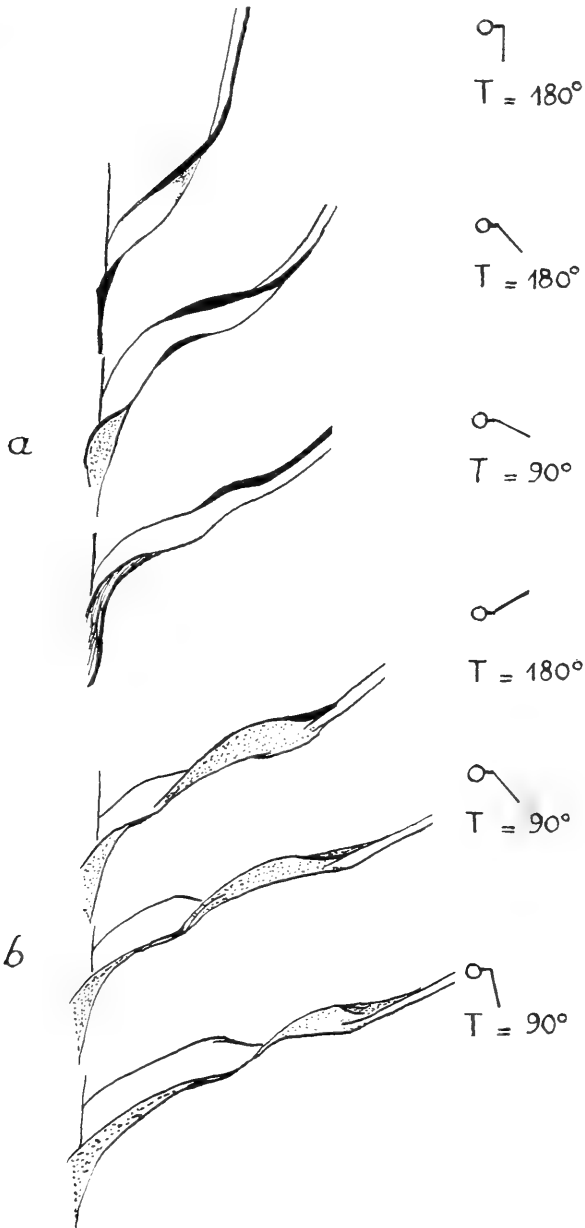 T = 180°
T = 180°
a
T = 90°
T = 180°
T = 90°
b
T = 90°